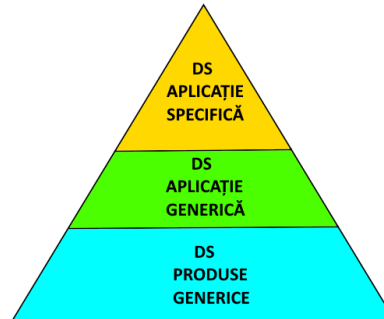 DS
APLICAȚIE
SPECIFICĂ
DS
APLICAȚIE
GENERICĂ
DS
PRODUSE
GENERICE